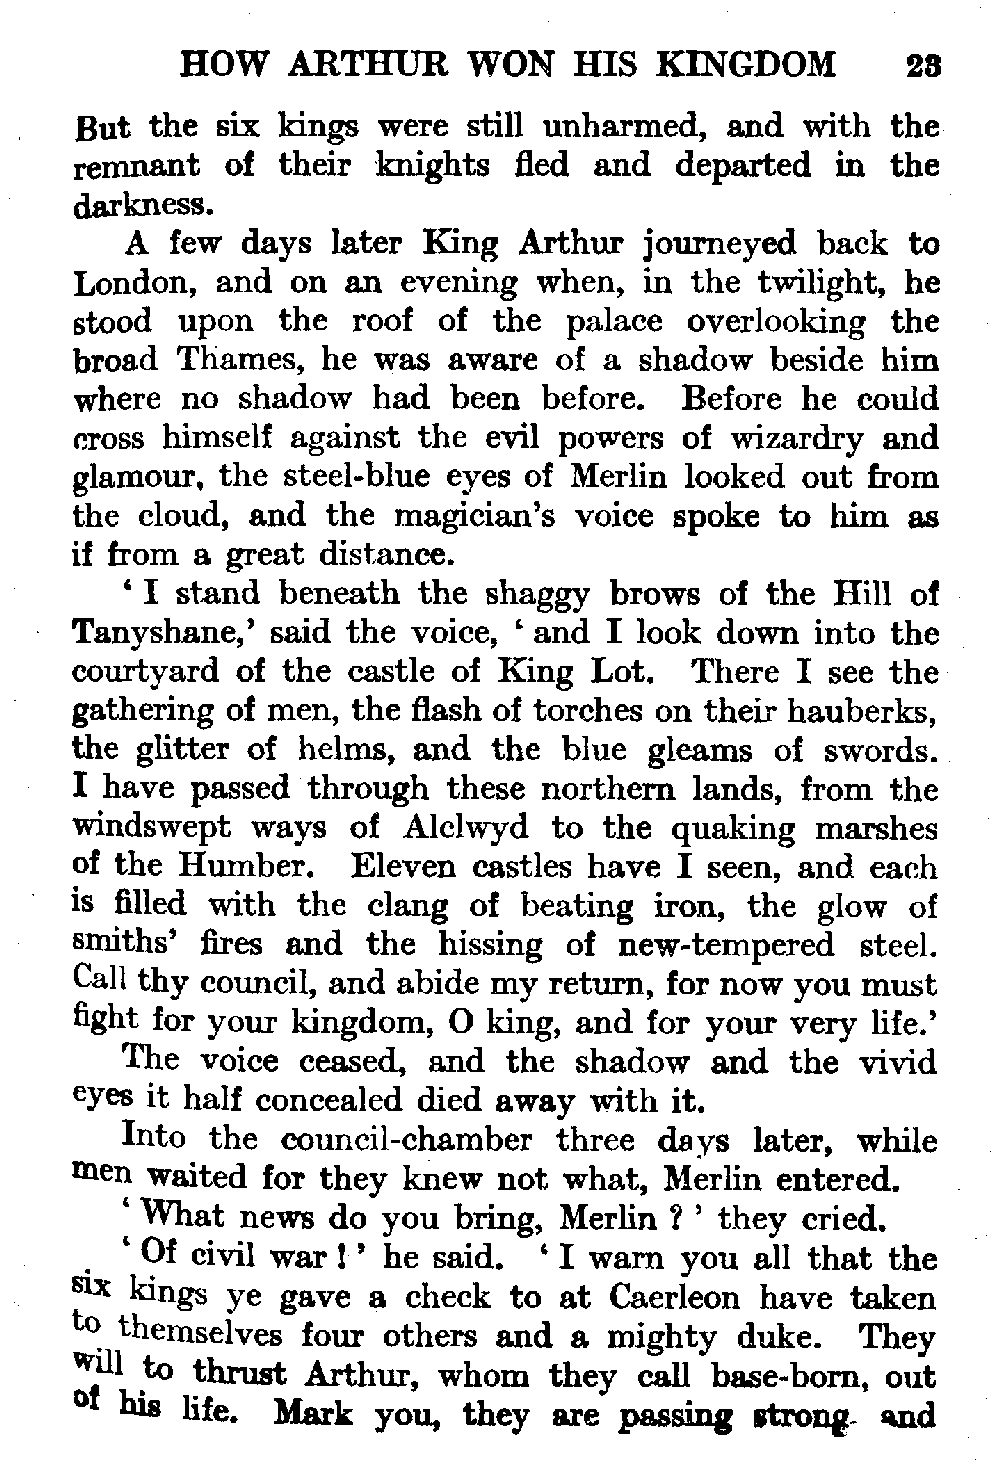 HOW ARTHUR WON HIS KINGDOM 23
But the six kings were still unharmed, and with the
remnant of their knights fled and departed in the
darkness.
A few days later King Arthur journeyed back to
London, and on an evening when, in the twilight, he
stood upon the roof of the palace overlooking the
broad Thames, he was aware of a shadow beside him
where no shadow had been before. Before he could
cross himself against the evil powers of wizardry and
glamour, the steel-blue eyes of Merlin looked out from
the cloud, and the magician's voice spoke to him as
if from a great distance.
‘ I stand beneath the shaggy brows of the Hill of
Tanyshane,’ said the voice, ‘ and I look down into the
courtyard of the castle of King Lot. There I see the
gathering of men, the flash of torches on their hauberks,
the glitter of helms, and the blue gleams of swords.
I have passed through these northern lands, from the
windswept ways of Alclwyd to the quaking marshes
of the Humber. Eleven castles have I seen, and each
is filled with the clang of beating iron, the glow of
smiths’ fires and the hissing of new-tempered steel.
Call thy council, and abide my return, for now you must
fight for your kingdom, O king, and for your very life.’
The voice ceased, and the shadow and the vivid
eyes it half concealed died away with it.
Into the council-chamber three days later, while
men waited for they knew not what, Merlin entered.
‘ What news do you bring, Merlin ? ’ they cried.
‘ Of civil war ! ’ he said. ‘ I warn you all that the
six kings ye gave a check to at Caerleon have taken
to themselves four others and a mighty duke. They
will to thrust Arthur, whom they call base-born, out
of his life. Mark you, they are passing strong and